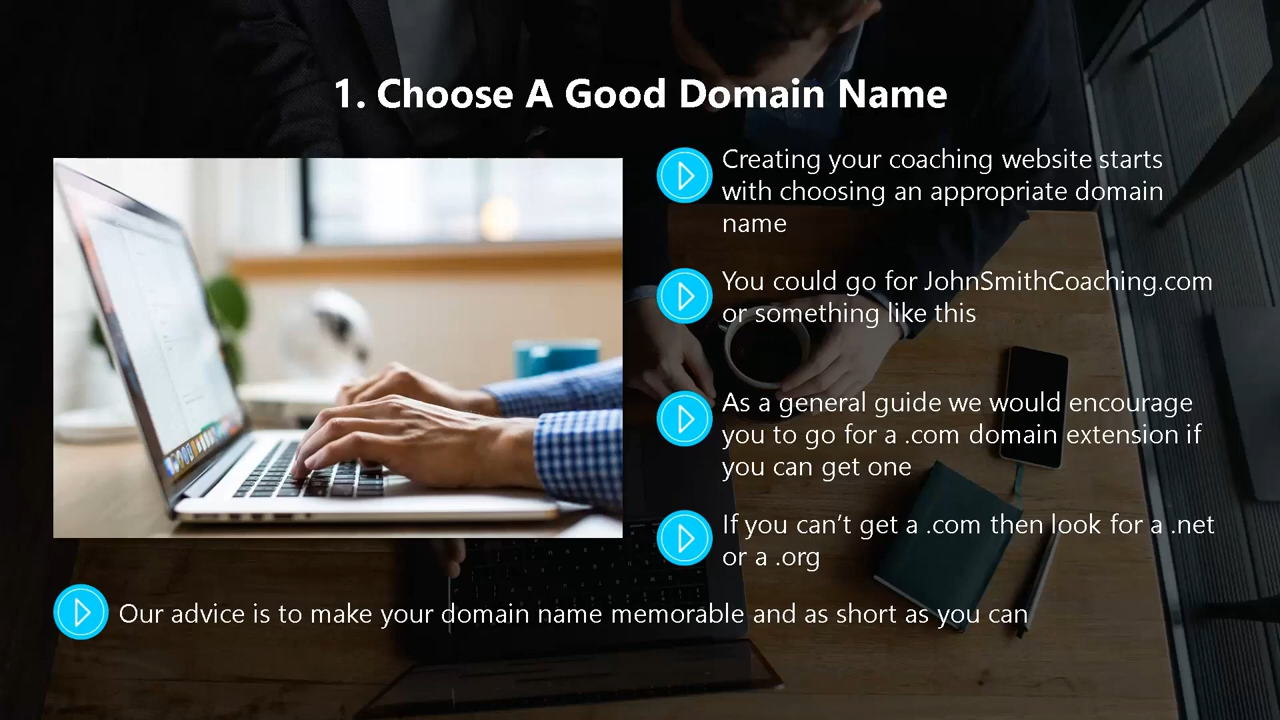 1. Choose A Good Domain Name
Creating your coaching website starts
with choosing an appropriate domain
name
You could go for JohnSmithCoaching.com
or something like this
As a general guide we would encourage
you to go for a .com domain extension if
you can get one
If you can’t get a .com then look for a .net
or a .org
Our advice is to make your domain name memorable and as short as you can